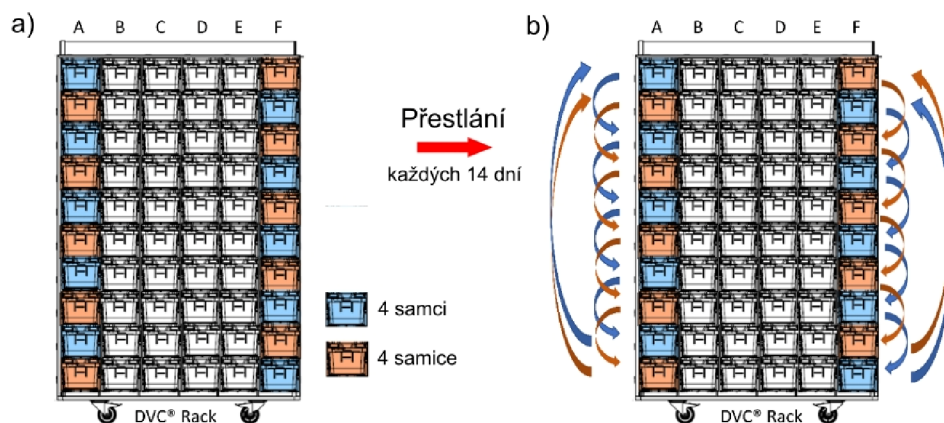 a)
A B C D E F
DVC® Rack
4 samci
4 samice
Přestlání
každých 14 dní
b)
A B C D E F
DVC® Rack